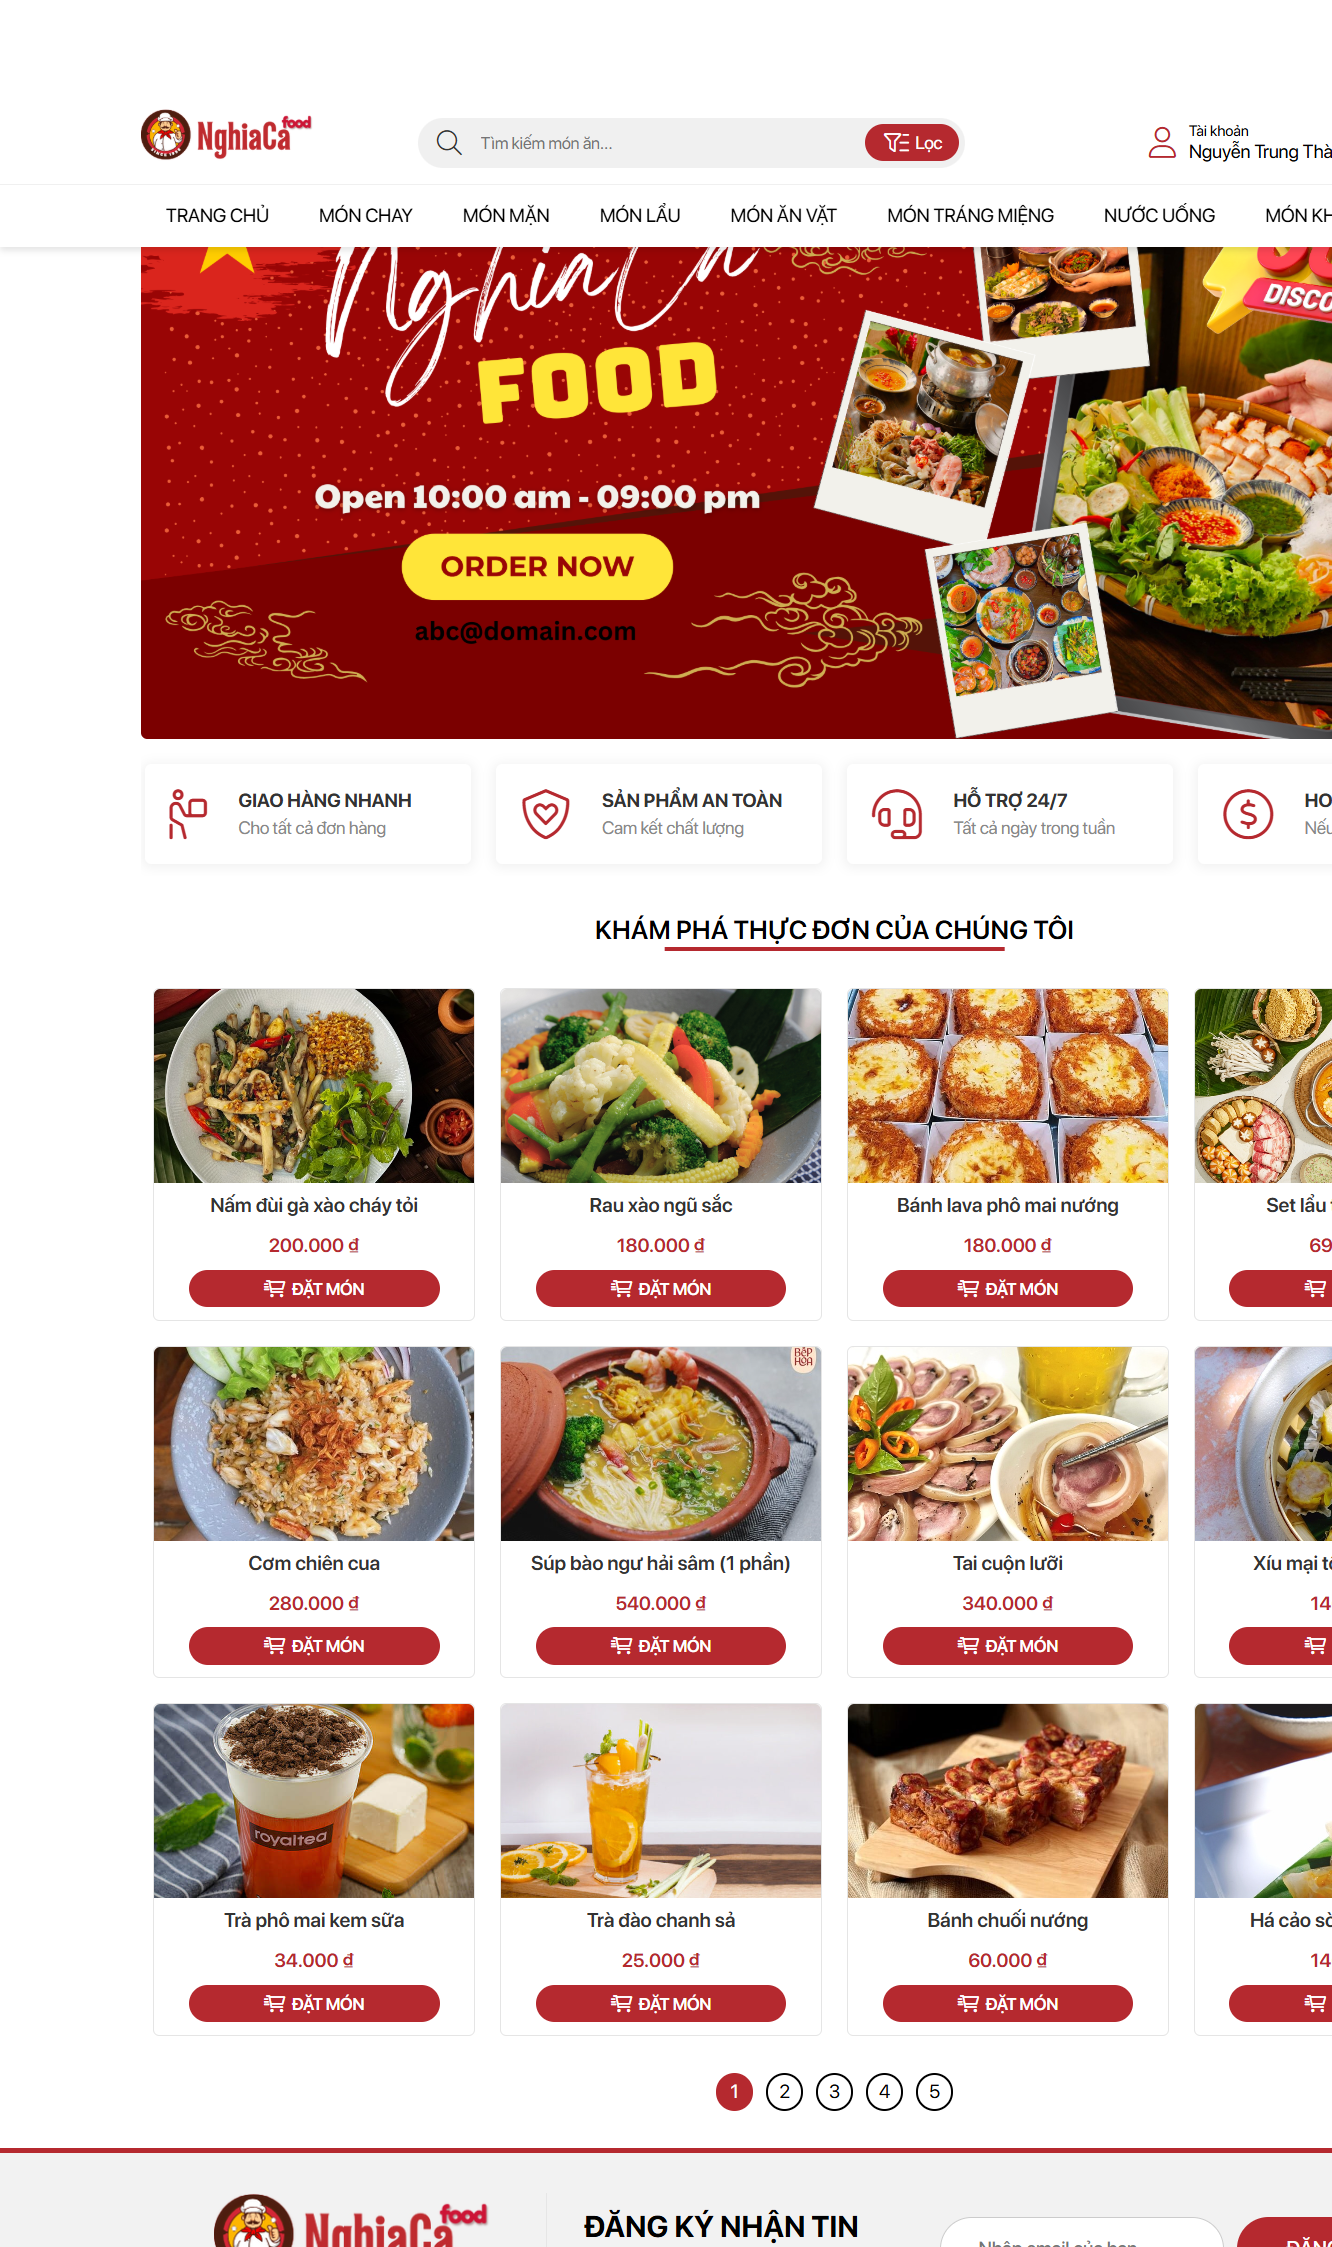 NghiaCa food
SINCE 1996
Tìm kiếm món ăn...
Lọc
Tài khoản
Nguyễn Trung Thà
TRANG CHỦ MÓN CHAY MÓN MẶN MÓN LẨU MÓN ĂN VẶT MÓN TRÁNG MIỆNG NƯỚC UỐNG MÓN KH
NghiaCa
FOOD
DISCO
Open 10:00 am - 09:00 pm
ORDER NOW
abc@domain.com
GIAO HÀNG NHANH
Cho tất cả đơn hàng
SẢN PHẨM AN TOÀN
Cam kết chất lượng
HỖ TRỢ 24/7
Tất cả ngày trong tuần
HO
Nếu
KHÁM PHÁ THỰC ĐƠN CỦA CHÚNG TÔI
Nấm đùi gà xào cháy tỏi
200.000 ₫
ĐẶT MÓN
Rau xào ngũ sắc
180.000 ₫
ĐẶT MÓN
Bánh lava phô mai nướng
180.000 ₫
ĐẶT MÓN
Set lẩu
69
Cơm chiên cua
280.000 ₫
ĐẶT MÓN
BẾP HOA
Súp bào ngư hải sâm (1 phần)
540.000 ₫
ĐẶT MÓN
Tai cuộn lưỡi
340.000 ₫
ĐẶT MÓN
Xíu mại tô
14
royaltea
Trà phô mai kem sữa
34.000 ₫
ĐẶT MÓN
Trà đào chanh sả
25.000 ₫
ĐẶT MÓN
Bánh chuối nướng
60.000 ₫
ĐẶT MÓN
Há cảo sò
14
1 2 3 4 5
NghiaCa food
ĐĂNG KÝ NHẬN TIN
Nhập email của bạn
ĐĂNG